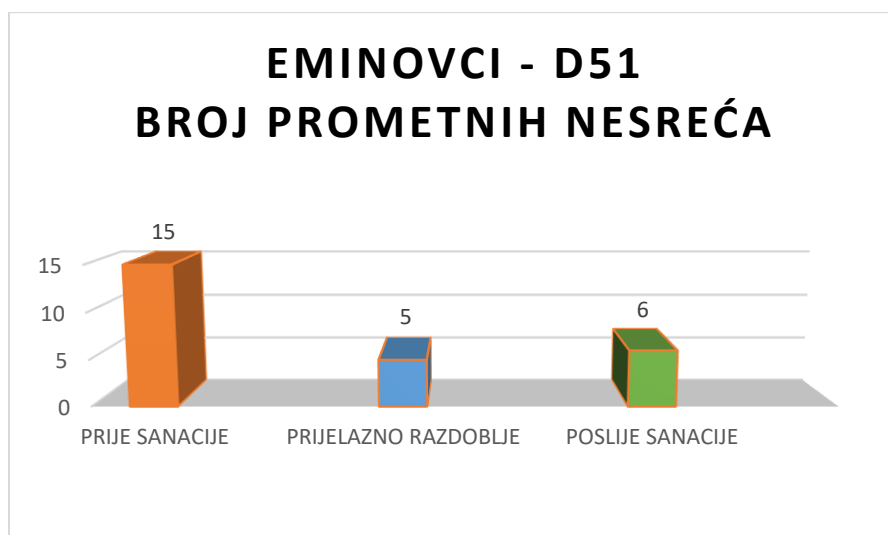 EMINOVCI - D51
BROJ PROMETNIH NESREĆA
15
15
10
5
6
5
0
PRIJE SANACIJE PRIJELAZNO RAZDOBLJE POSLIJE SANACIJE